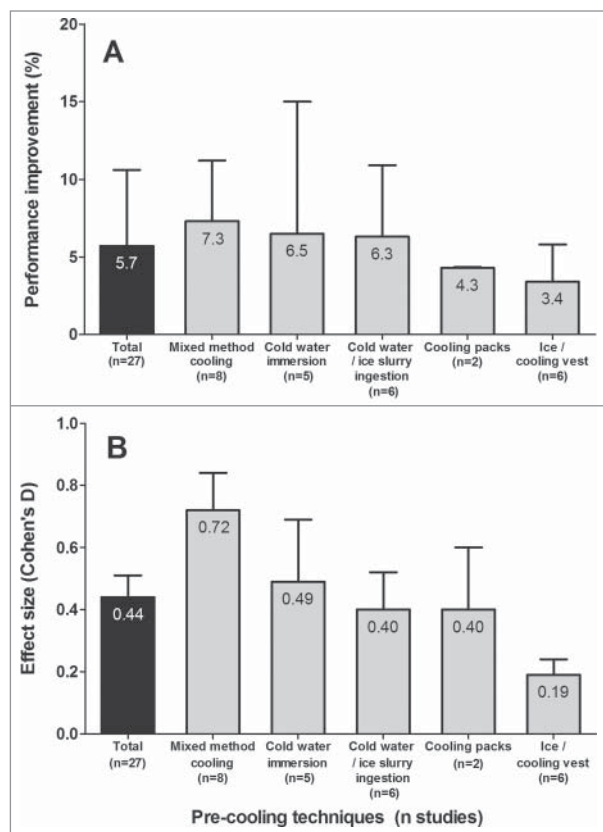 A
Performance improvement (%)
20
15
10
5
0
5.7
7.3
6.5
6.3
4.3
3.4
Total
(n=27)
Mixed method
cooling
(n=8)
Cold water
immersion
(n=5)
Cold water
/ ice slurry
ingestion
(n=6)
Cooling packs
(n=2)
Ice /
cooling vest
(n=6)
B
Effect size (Cohen's D)
1.0
0.8
0.6
0.4
0.2
0.0
0.44
0.72
0.49
0.40
0.40
0.19
Total
(n=27)
Mixed method
cooling
(n=8)
Cold water
immersion
(n=5)
Cold water
/ ice slurry
ingestion
(n=6)
Cooling packs
(n=2)
Ice /
cooling vest
(n=6)
Pre-cooling techniques (n studies)